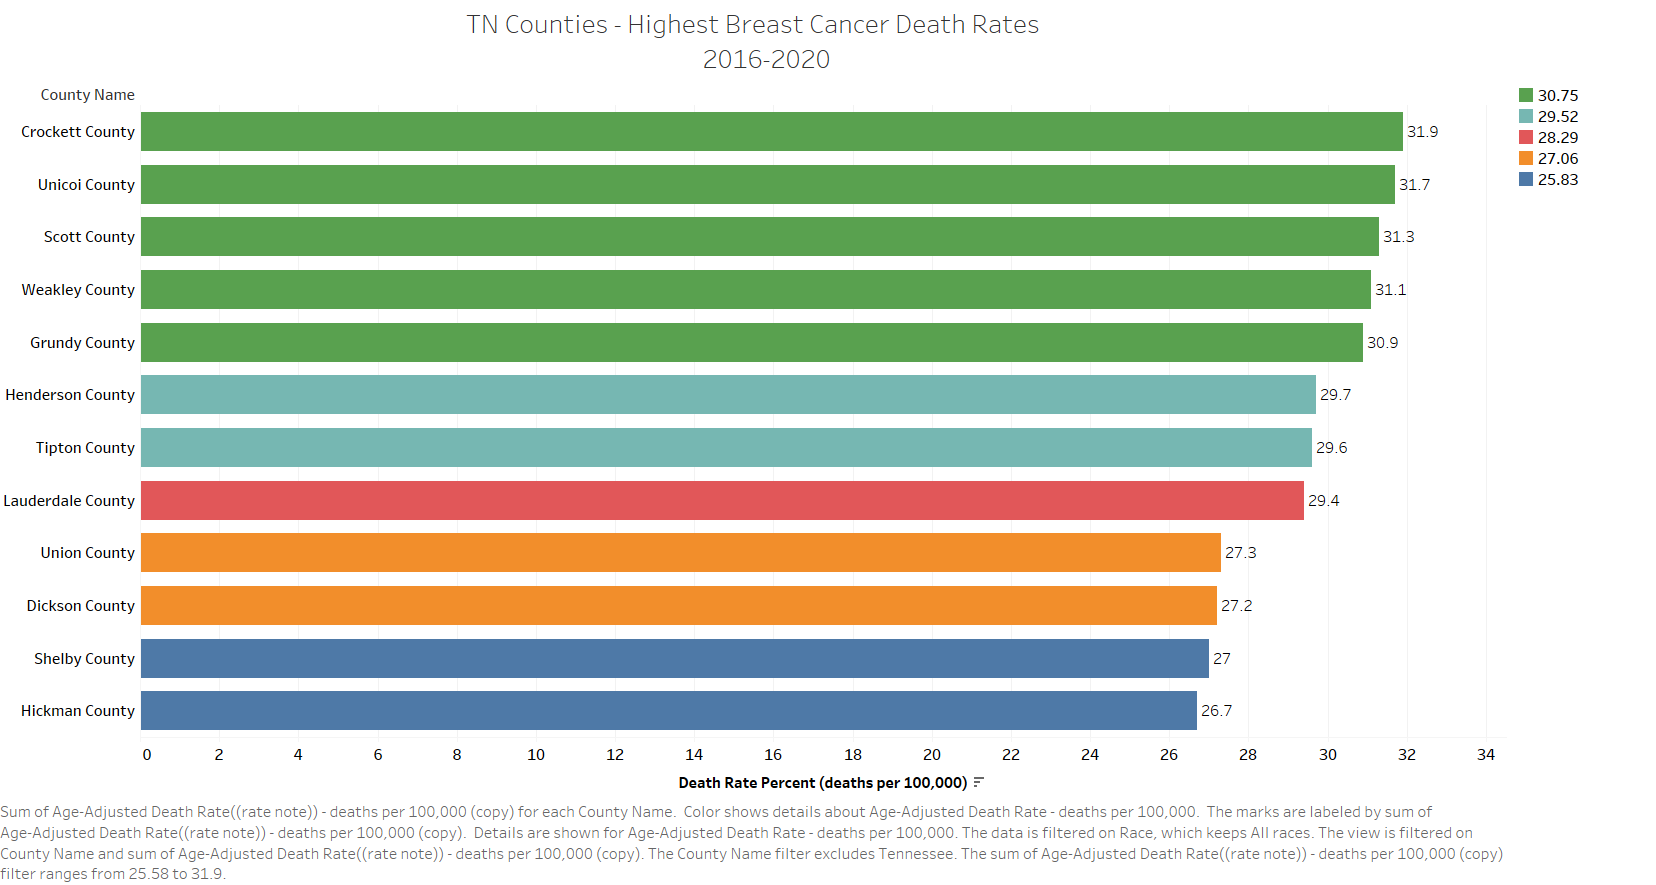 TN Counties - Highest Breast Cancer Death Rates
2016-2020
County Name
Crockett County 31.9
Unicoi County 31.7
Scott County 31.3
Weakley County 31.1
Grundy County 30.9
Henderson County 29.7
Tipton County 29.6
Lauderdale County 29.4
Union County 27.3
Dickson County 27.2
Shelby County 27
Hickman County 26.7
0 2 4 6 8 10 12 14 16 18 20 22 24 26 28 30 32 34
Death Rate Percent (deaths per 100,000)
30.75
29.52
28.29
27.06
25.83
Sum of Age-Adjusted Death Rate((rate note)) - deaths per 100,000 (copy) for each County Name.  Color shows details about Age-Adjusted Death Rate - deaths per 100,000.  The marks are labeled by sum of
Age-Adjusted Death Rate((rate note)) - deaths per 100,000 (copy).  Details are shown for Age-Adjusted Death Rate - deaths per 100,000. The data is filtered on Race, which keeps All races. The view is filtered on
County Name and sum of Age-Adjusted Death Rate((rate note)) - deaths per 100,000 (copy). The County Name filter excludes Tennessee. The sum of Age-Adjusted Death Rate((rate note)) - deaths per 100,000 (copy)
filter ranges from 25.58 to 31.9.